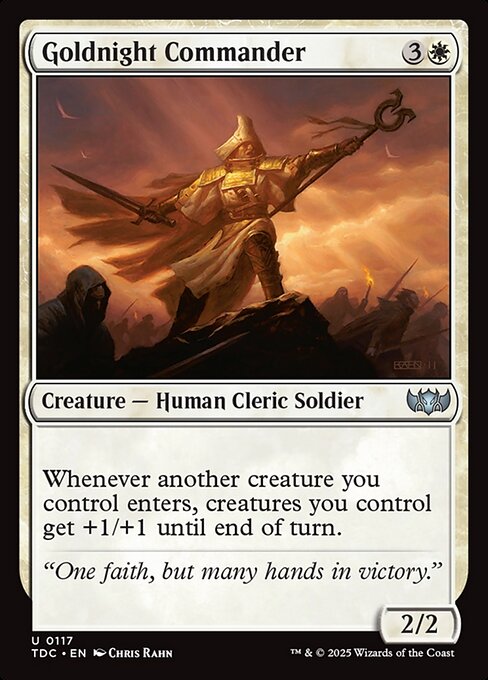 Goldnight Commander 3
Creature — Human Cleric Soldier
Whenever another creature you
control enters, creatures you control
get +1/+1 until end of turn.
“One faith, but many hands in victory.”
2/2
U 0117
TDC • EN Chris Rahn
™ & © 2025 Wizards of the Coast